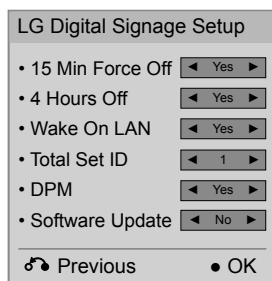 LG Digital Signage Setup
• 15 Min Force Off ◄ Yes ►
• 4 Hours Off ◄ Yes ►
• Wake On LAN ◄ Yes ►
• Total Set ID ◄ 1 ►
• DPM ◄ Yes ►
• Software Update ◄ No ►
Previous ● OK